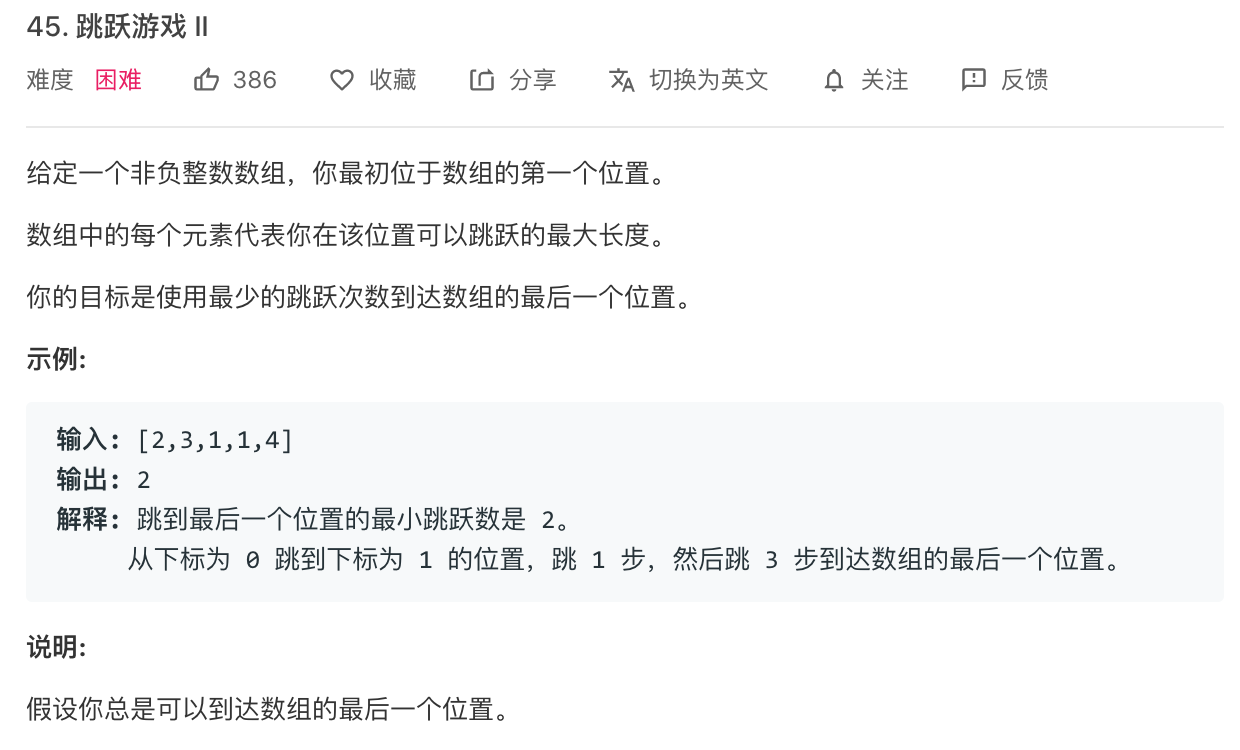 45. 跳跃游戏 II
难度 困难 386 收藏 分享 切换为英文 关注 反馈
给定一个非负整数数组，你最初位于数组的第一个位置。
数组中的每个元素代表你在该位置可以跳跃的最大长度。
你的目标是使用最少的跳跃次数到达数组的最后一个位置。
示例:
输入: [2,3,1,1,4]
输出: 2
解释: 跳到最后一个位置的最小跳跃数是 2。
从下标为 0 跳到下标为 1 的位置，跳 1 步，然后跳 3 步到达数组的最后一个位置。
说明:
假设你总是可以到达数组的最后一个位置。